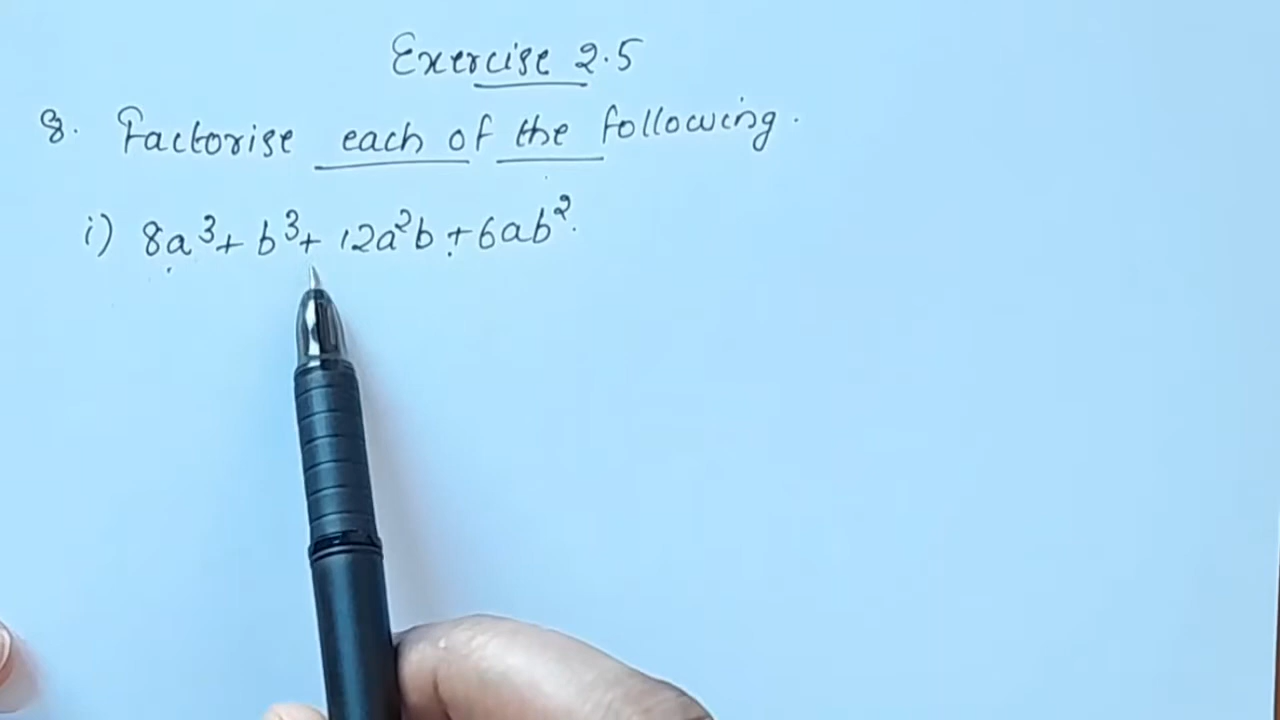 Exercise 2.5
8. Factorise each of the following.
i) 8a³ + b³ + 12a²b + 6ab².